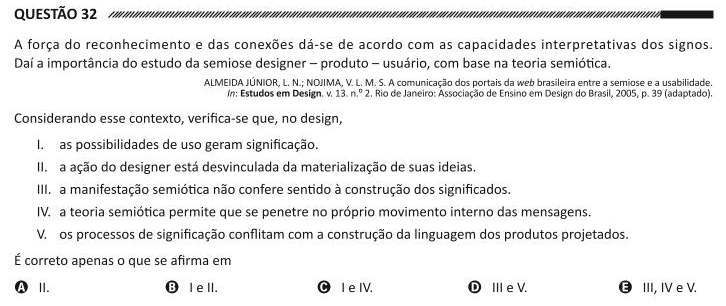 QUESTÃO 32
A força do reconhecimento e das conexões dá-se de acordo com as capacidades interpretativas dos signos.
Daí a importância do estudo da semiose designer – produto – usuário, com base na teoria semiótica.
ALMEIDA JÚNIOR, L. N.; NOJIMA, V. L. M. S. A comunicação dos portais da web brasileira entre a semiose e a usabilidade.
In: Estudos em Design. v. 13. n.º 2. Rio de Janeiro: Associação de Ensino em Design do Brasil, 2005, p. 39 (adaptado).
Considerando esse contexto, verifica-se que, no design,
I. as possibilidades de uso geram significação.
II. a ação do designer está desvinculada da materialização de suas ideias.
III. a manifestação semiótica não confere sentido à construção dos significados.
IV. a teoria semiótica permite que se penetre no próprio movimento interno das mensagens.
V. os processos de significação conflitam com a construção da linguagem dos produtos projetados.
É correto apenas o que se afirma em
A II. B I e II. C I e IV. D III e V. E III, IV e V.